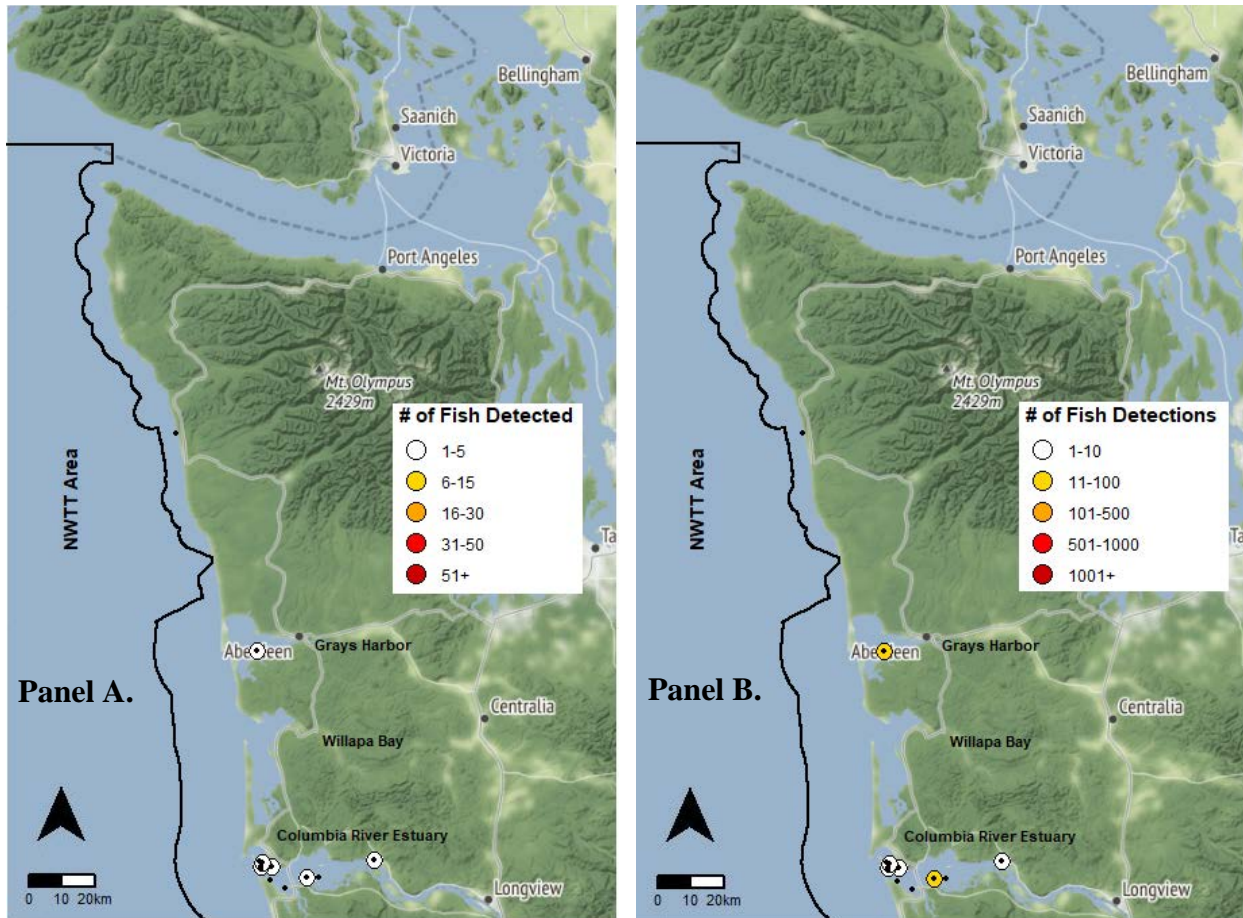 Bellingham
Saanich
Victoria
Port Angeles
Mt. Olympus
2429m
# of Fish Detected
1-5
6-15
16-30
31-50
51+
NWTT Area
Ta
Aberdeen
Grays Harbor
Panel A.
Centralia
Willapa Bay
Columbia River Estuary
Longview
0 10 20km
Bellingham
Saanich
Victoria
Port Angeles
Mt. Olympus
2429m
# of Fish Detections
1-10
11-100
101-500
501-1000
1001+
NWTT Area
Ta
Aberdeen
Grays Harbor
Panel B.
Centralia
Willapa Bay
Columbia River Estuary
Longview
0 10 20km